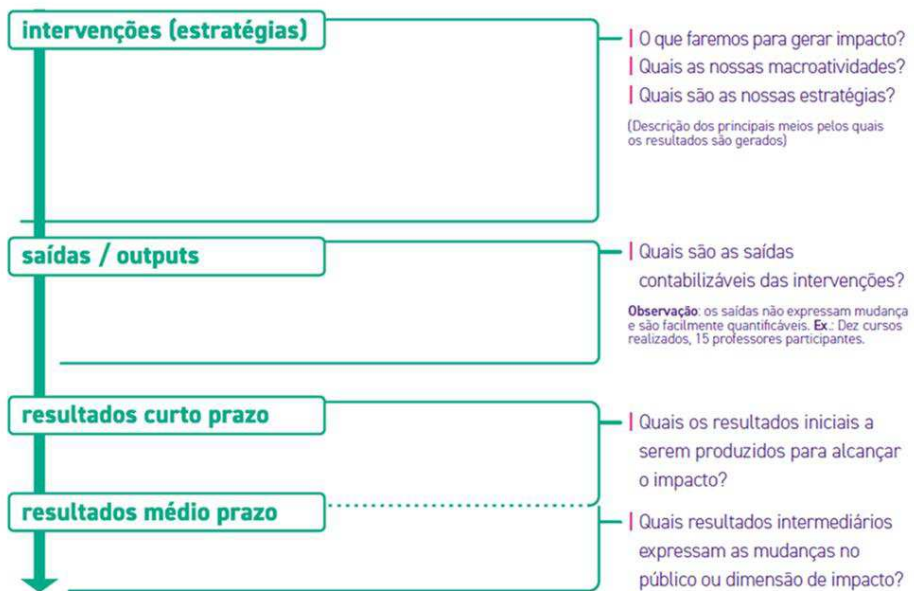 intervenções (estratégias)
O que faremos para gerar impacto?
Quais as nossas macroatividades?
Quais são as nossas estratégias?
(Descrição dos principais meios pelos quais
os resultados são gerados)
saídas / outputs
Quais são as saídas
contabilizáveis das intervenções?
Observação: os saídas não expressam mudança
e são facilmente quantificáveis. Ex.: Dez cursos
realizados, 15 professores participantes.
resultados curto prazo
Quais os resultados iniciais a
serem produzidos para alcançar
o impacto?
resultados médio prazo
Quais resultados intermediários
expressam as mudanças no
público ou dimensão de impacto?